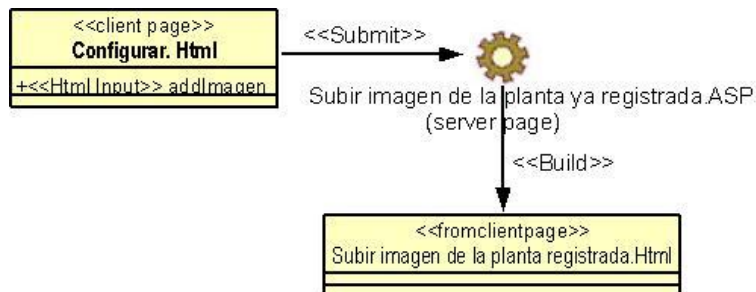 <<client page>>
Configurar. Html
+<<Html Input>> addImagen
<<Submit>>
Subir imagen de la planta ya registrada.ASP
(server page)
<<Build>>
<<fromclientpage>>
Subir imagen de la planta registrada.Html